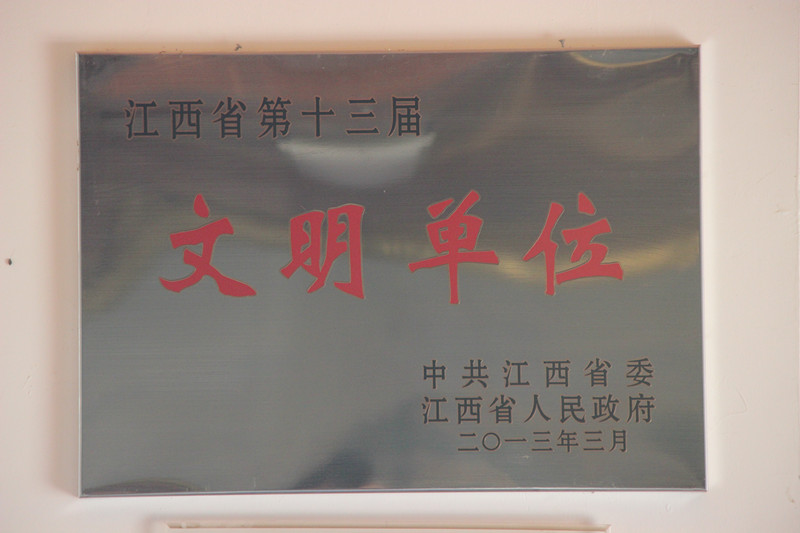 江西省第十三届
文明单位
中共江西省委
江西省人民政府
二〇一三年三月